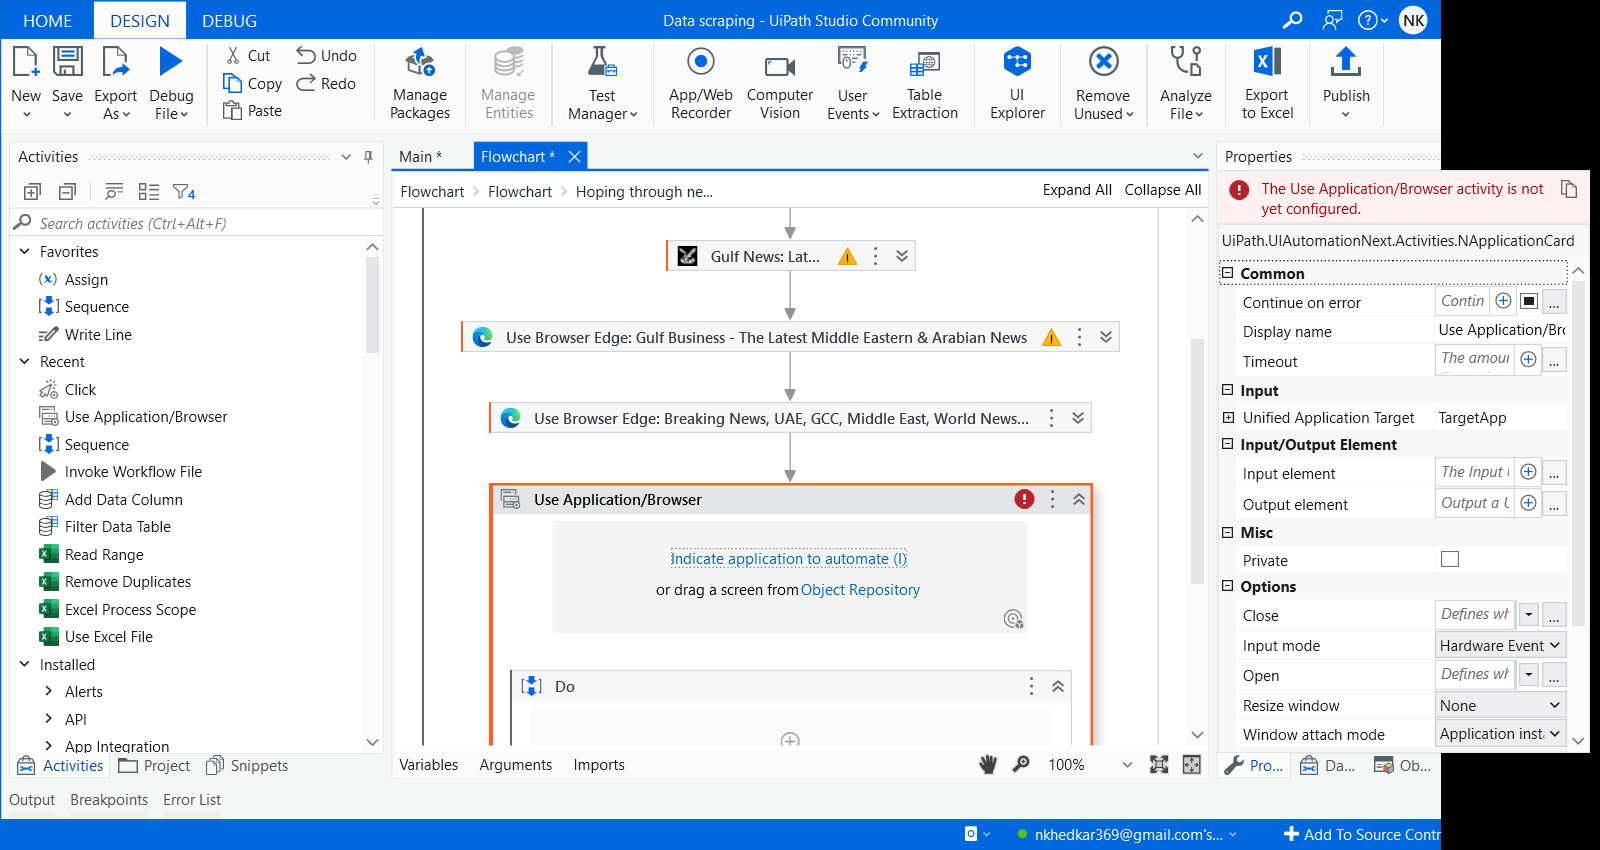 HOME DESIGN DEBUG Data scraping - UiPath Studio Community NK
New Save Export As Debug File Cut Copy Paste Undo Redo Manage Packages Manage Entities Test Manager App/Web Recorder Computer Vision User Events Table Extraction UI Explorer Remove Unused Analyze File Export to Excel Publish
Activities
4
Search activities (Ctrl+Alt+F)
Favorites
Assign
Sequence
Write Line
Recent
Click
Use Application/Browser
Sequence
Invoke Workflow File
Add Data Column
Filter Data Table
Read Range
Remove Duplicates
Excel Process Scope
Use Excel File
Installed
Alerts
API
App Integration
Activities Project Snippets
Main * Flowchart *
Flowchart Flowchart Hoping through ne... Expand All Collapse All
Gulf News: Lat...
Use Browser Edge: Gulf Business - The Latest Middle Eastern & Arabian News
Use Browser Edge: Breaking News, UAE, GCC, Middle East, World News...
Use Application/Browser
Indicate application to automate (I)
or drag a screen from Object Repository
Do
Variables Arguments Imports 100%
Properties
The Use Application/Browser activity is not
yet configured.
UiPath.UIAutomationNext.Activities.NApplicationCard
Common
Continue on error Contin ...
Display name Use Application/Bro
Timeout The amour ...
Input
Unified Application Target TargetApp
Input/Output Element
Input element The Input ...
Output element Output a U ...
Misc
Private
Options
Close Defines wh ...
Input mode Hardware Event
Open Defines wh ...
Resize window None
Window attach mode Application insta
Pro... Da... Ob...
Output Breakpoints Error List
nkhedkar369@gmail.com's... Add To Source Contr